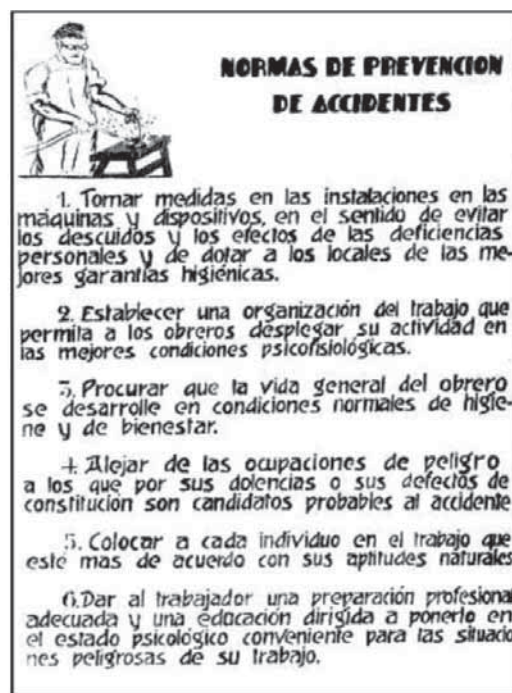 NORMAS DE PREVENCION
DE ACCIDENTES
1. Tomar medidas en las instalaciones en las
máquinas y dispositivos, en el sentido de evitar
los descuidos y los efectos de las deficiencias
personales y de dotar a los locales de las me-
jores garantías higiénicas.
2. Establecer una organización del trabajo que
permita a los obreros desplegar su actividad en
las mejores condiciones psicofisiológicas.
3. Procurar que la vida general del obrero
se desarrolle en condiciones normales de higie-
ne y de bienestar.
4. Alejar de las ocupaciones de peligro
a los que por sus dolencias o sus defectos de
constitución son candidatos probables al accidente
5. Colocar a cada individuo en el trabajo que
esté mas de acuerdo con sus aptitudes naturales
6. Dar al trabajador una preparación profesional
adecuada y una educación dirigida a ponerlo en
el estado psicológico conveniente para las situacio
nes peligrosas de su trabajo.